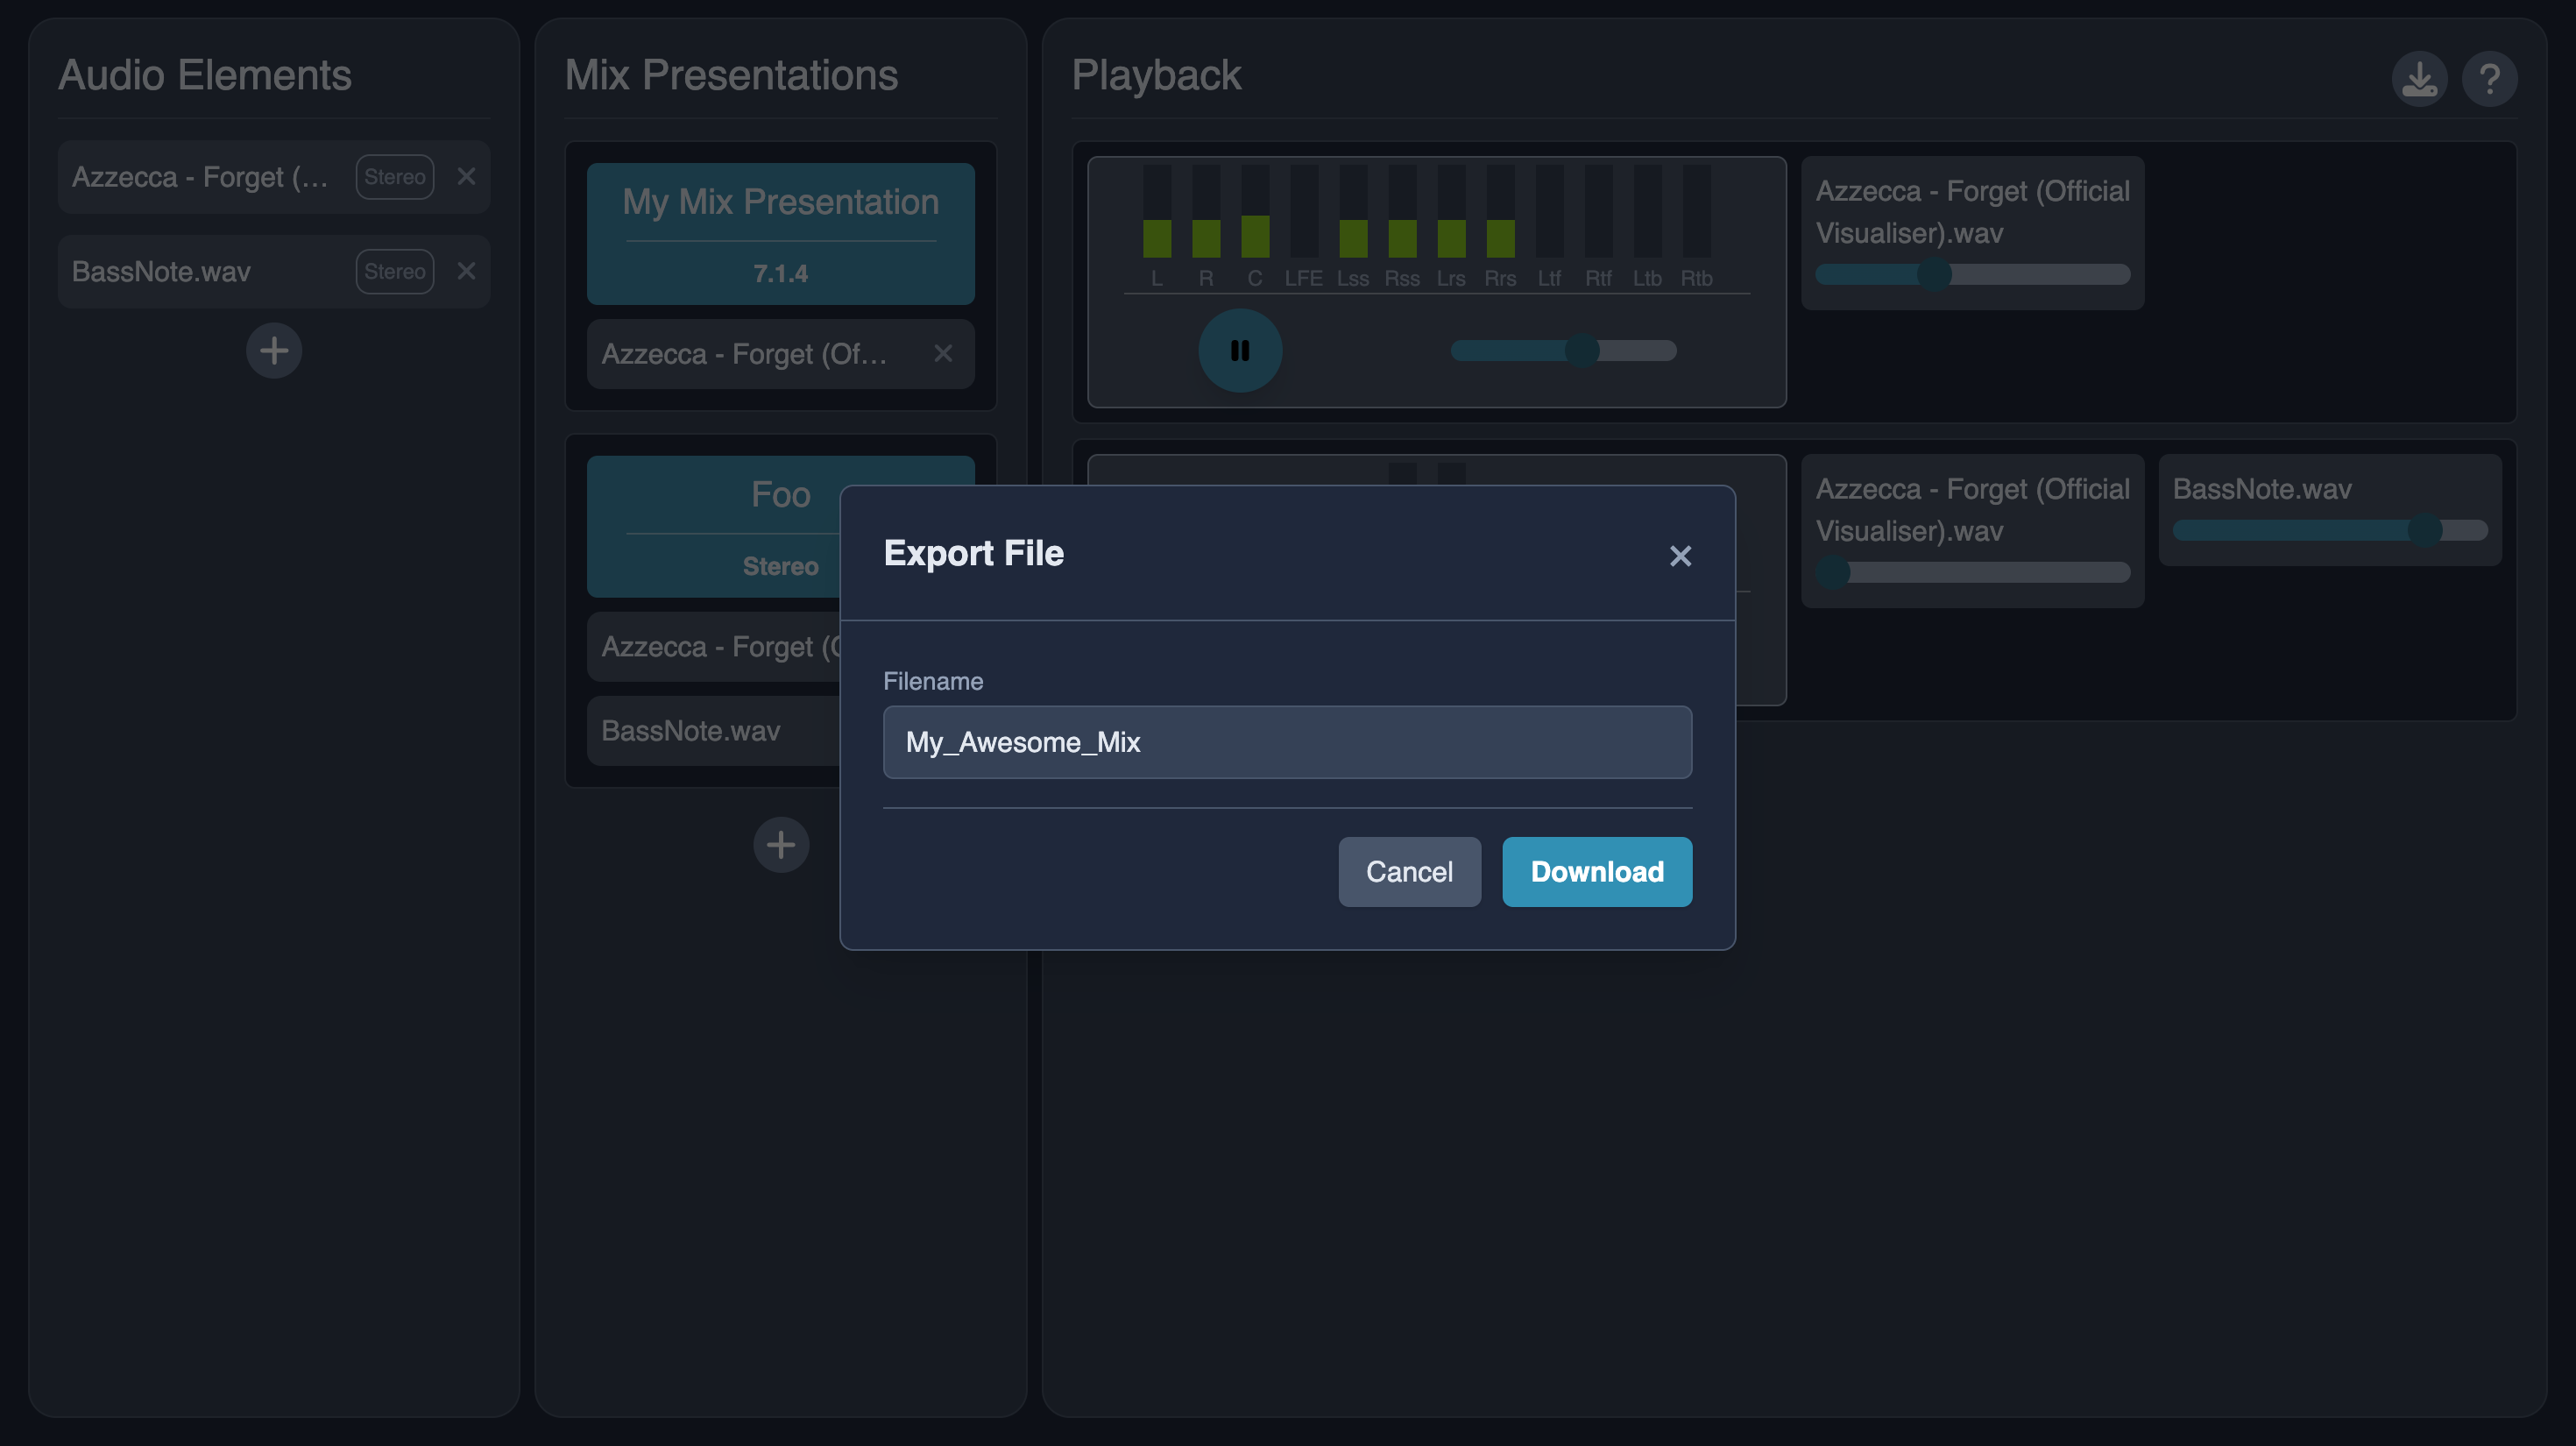 Audio Elements
Azzecca - Forget (...
Stereo
BassNote.wav
Stereo
Mix Presentations
My Mix Presentation
7.1.4
Azzecca - Forget (Of...
Foo
Stereo
Azzecca - Forget (
BassNote.wav
Playback
?
L R C LFE Lss Rss Lrs Rrs Ltf Rtf Ltb Rtb
Azzecca - Forget (Official
Visualiser).wav
Azzecca - Forget (Official
Visualiser).wav
BassNote.wav
Export File
Filename
My_Awesome_Mix
Cancel
Download